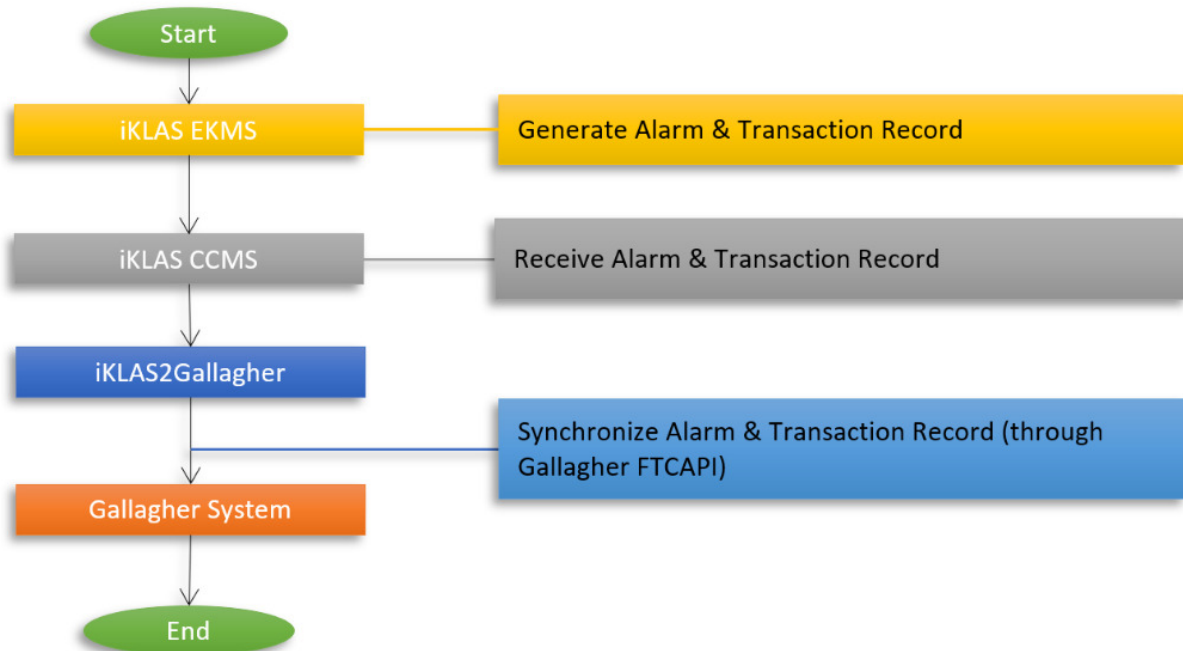 Start
iKLAS EKMS
Generate Alarm & Transaction Record
iKLAS CCMS
Receive Alarm & Transaction Record
iKLAS2Gallagher
Synchronize Alarm & Transaction Record (through
Gallagher FTCAPI)
Gallagher System
End